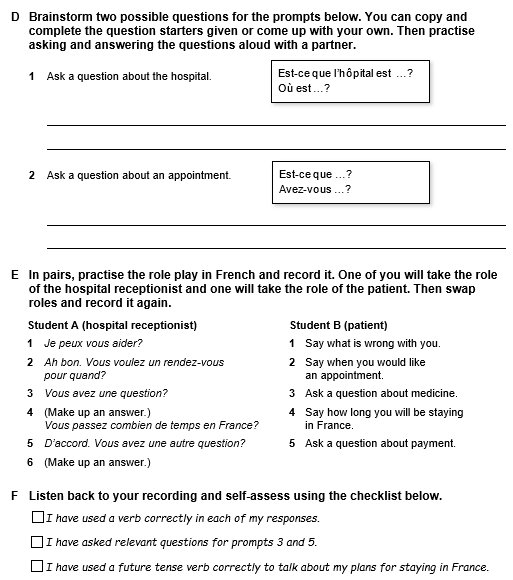 D Brainstorm two possible questions for the prompts below. You can copy and
complete the question starters given or come up with your own. Then practise
asking and answering the questions aloud with a partner.
1 Ask a question about the hospital.
Est-ce que l'hôpital est …?
Où est …?
2 Ask a question about an appointment.
Est-ce que …?
Avez-vous …?
E In pairs, practise the role play in French and record it. One of you will take the role
of the hospital receptionist and one will take the role of the patient. Then swap
roles and record it again.
Student A (hospital receptionist)
1 Je peux vous aider?
2 Ah bon. Vous voulez un rendez-vous
pour quand?
3 Vous avez une question?
4 (Make up an answer.)
Vous passez combien de temps en France?
5 D'accord. Vous avez une autre question?
6 (Make up an answer.)
Student B (patient)
1 Say what is wrong with you.
2 Say when you would like
an appointment.
3 Ask a question about medicine.
4 Say how long you will be staying
in France.
5 Ask a question about payment.
F Listen back to your recording and self-assess using the checklist below.
I have used a verb correctly in each of my responses.
I have asked relevant questions for prompts 3 and 5.
I have used a future tense verb correctly to talk about my plans for staying in France.